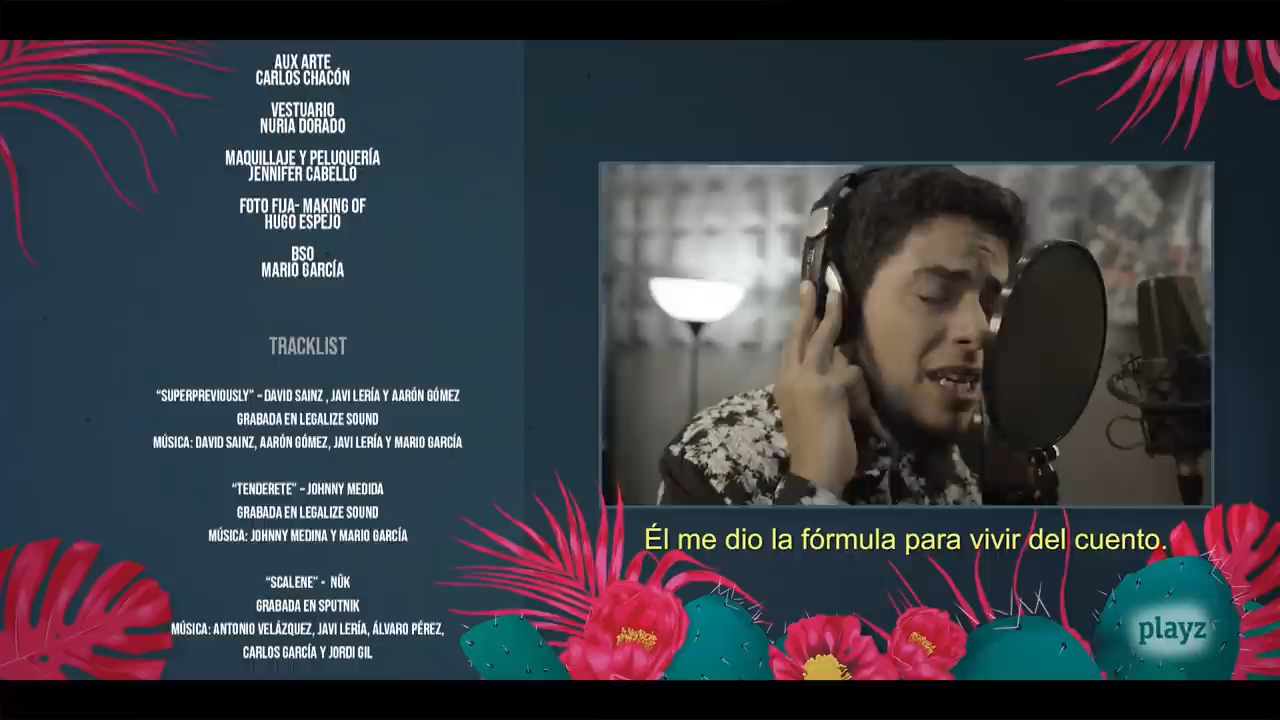 AUX ARTE
CARLOS CHACÓN
VESTUARIO
NURIA DORADO
MAQUILLAJE Y PELUQUERÍA
JENNIFER CABELLO
FOTO FIJA- MAKING OF
HUGO ESPEJO
BSO
MARIO GARCÍA
TRACKLIST
“SUPERPREVIOUSLY” – DAVID SAINZ , JAVI LERÍA Y AARÓN GÓMEZ
GRABADA EN LEGALIZE SOUND
MÚSICA: DAVID SAINZ, AARÓN GÓMEZ, JAVI LERÍA Y MARIO GARCÍA
“TENDERETE” – JOHNNY MEDIDA
GRABADA EN LEGALIZE SOUND
MÚSICA: JOHNNY MEDINA Y MARIO GARCÍA
“SCALENE” - NÛK
GRABADA EN SPUTNIK
MÚSICA: ANTONIO VELÁZQUEZ, JAVI LERÍA, ÁLVARO PÉREZ,
CARLOS GARCÍA Y JORDI GIL
Él me dio la fórmula para vivir del cuento.
playz